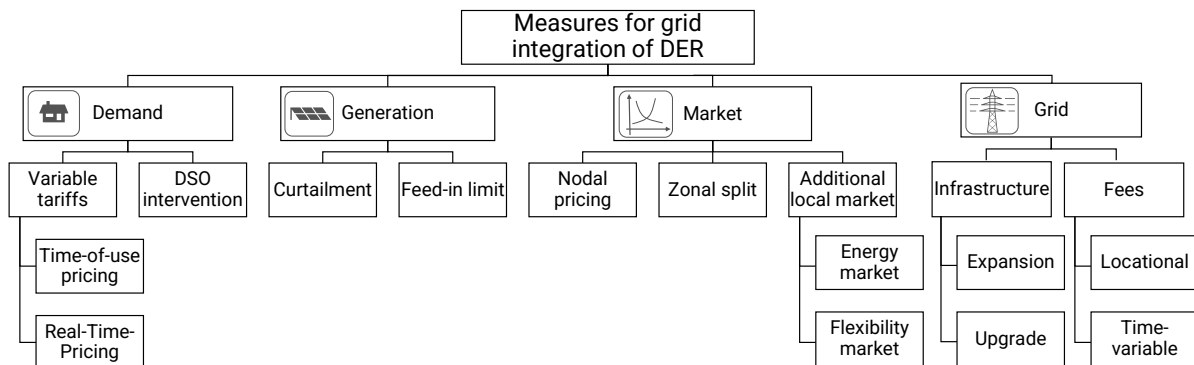 Measures for grid
integration of DER
Demand
Generation
Market
Grid
Variable
tariffs
DSO
intervention
Curtailment
Feed-in limit
Nodal
pricing
Zonal split
Additional
local market
Infrastructure
Fees
Time-of-use
pricing
Energy
market
Expansion
Locational
Real-Time-
Pricing
Flexibility
market
Upgrade
Time-
variable